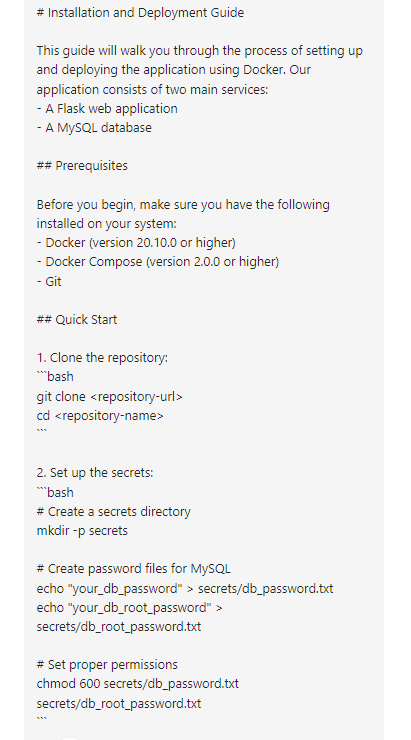 # Installation and Deployment Guide
This guide will walk you through the process of setting up
and deploying the application using Docker. Our
application consists of two main services:
- A Flask web application
- A MySQL database
## Prerequisites
Before you begin, make sure you have the following
installed on your system:
- Docker (version 20.10.0 or higher)
- Docker Compose (version 2.0.0 or higher)
- Git
## Quick Start
1. Clone the repository:
```bash
git clone <repository-url>
cd <repository-name>
```
2. Set up the secrets:
```bash
# Create a secrets directory
mkdir -p secrets
# Create password files for MySQL
echo "your_db_password" > secrets/db_password.txt
echo "your_db_root_password" >
secrets/db_root_password.txt
# Set proper permissions
chmod 600 secrets/db_password.txt
secrets/db_root_password.txt
```